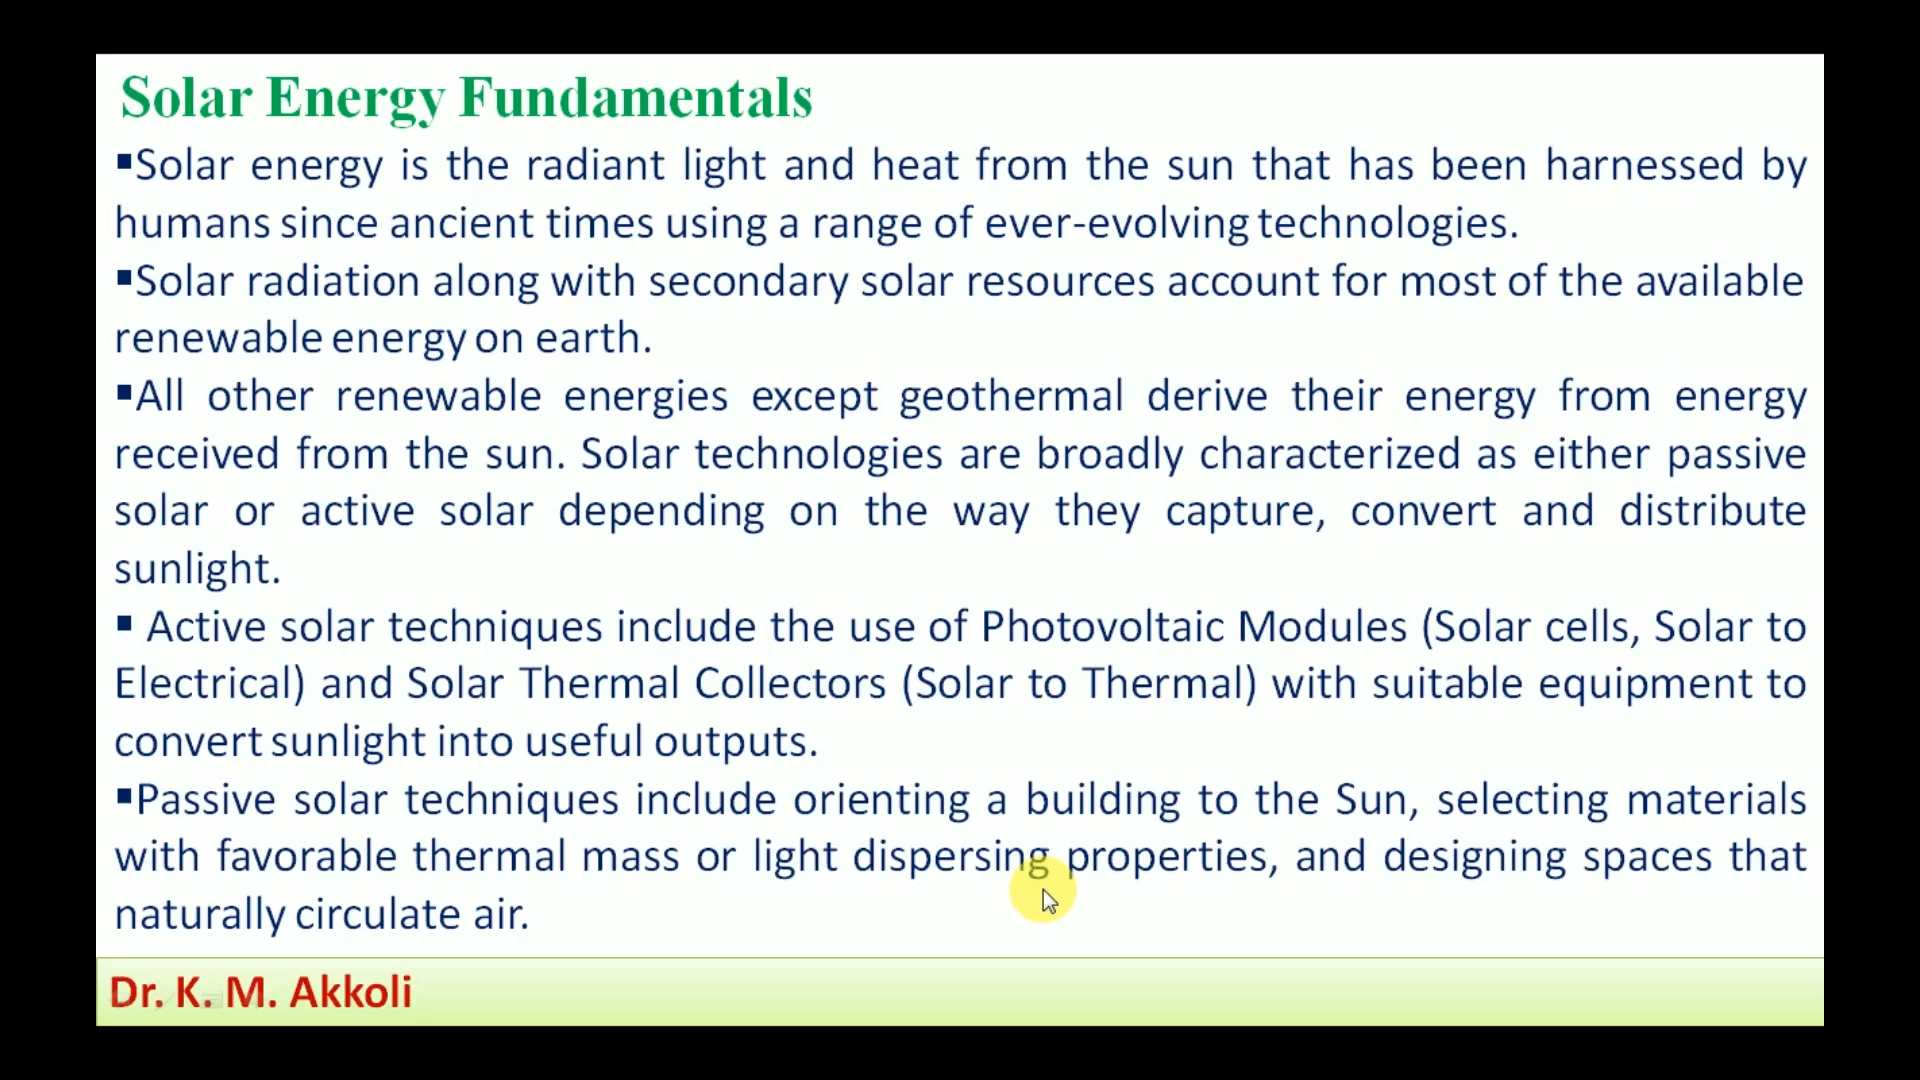 Solar Energy Fundamentals
▪Solar energy is the radiant light and heat from the sun that has been harnessed by
humans since ancient times using a range of ever-evolving technologies.
▪Solar radiation along with secondary solar resources account for most of the available
renewable energy on earth.
▪All other renewable energies except geothermal derive their energy from energy
received from the sun. Solar technologies are broadly characterized as either passive
solar or active solar depending on the way they capture, convert and distribute
sunlight.
▪ Active solar techniques include the use of Photovoltaic Modules (Solar cells, Solar to
Electrical) and Solar Thermal Collectors (Solar to Thermal) with suitable equipment to
convert sunlight into useful outputs.
▪Passive solar techniques include orienting a building to the Sun, selecting materials
with favorable thermal mass or light dispersing properties, and designing spaces that
naturally circulate air.
Dr. K. M. Akkoli